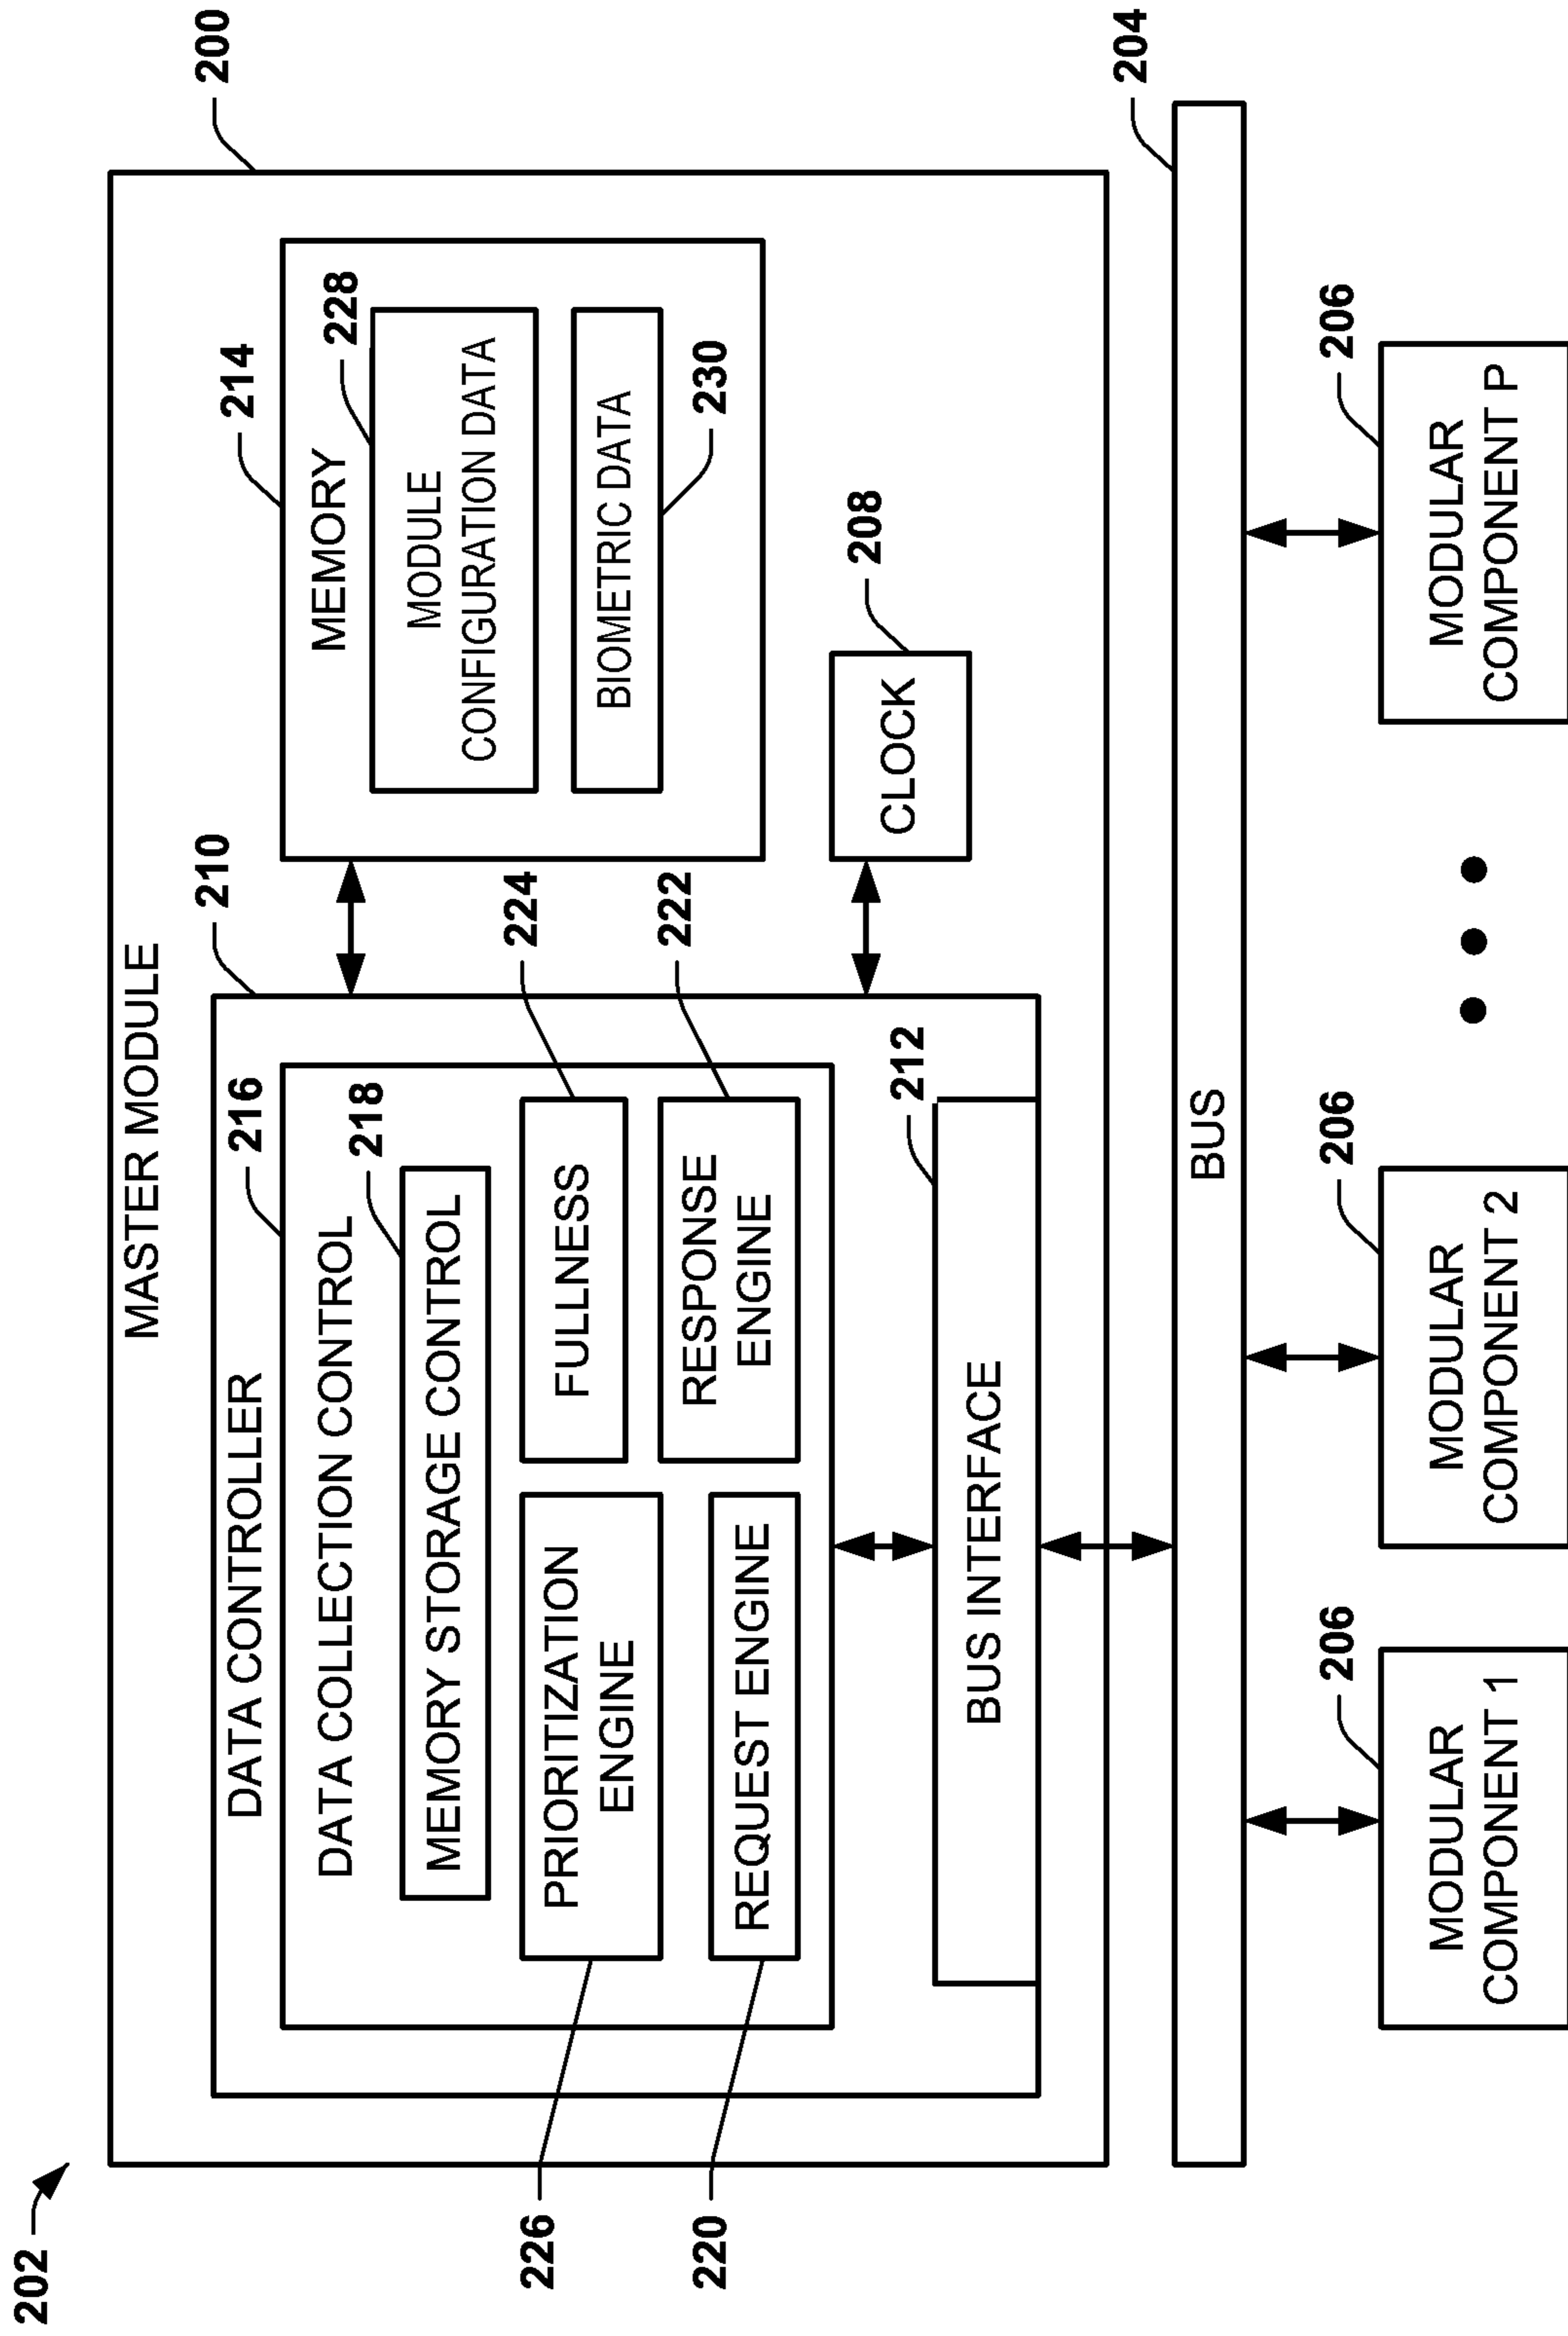 202
MASTER MODULE
200
DATA CONTROLLER
210
216
DATA COLLECTION CONTROL
218
MEMORY STORAGE CONTROL
PRIORITIZATION
ENGINE
226
FULLNESS
224
REQUEST ENGINE
220
RESPONSE
ENGINE
222
BUS INTERFACE
212
214
MEMORY
228
MODULE
CONFIGURATION DATA
BIOMETRIC DATA
230
CLOCK
208
BUS
204
MODULAR
COMPONENT 1
206
MODULAR
COMPONENT 2
206
MODULAR
COMPONENT P
206